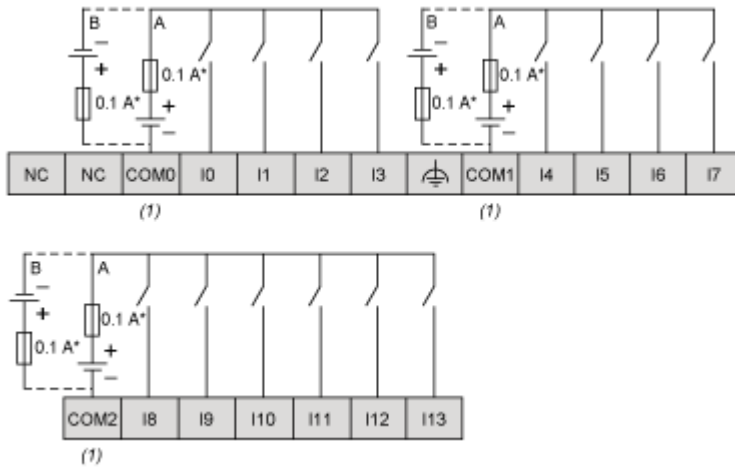 B A B A
− −
+ 0.1 A* + 0.1 A*
0.1 A* + 0.1 A* +
− −
NC NC COM0 I0 I1 I2 I3 COM1 I4 I5 I6 I7
(1) (1)
B A
−
+ 0.1 A*
0.1 A* +
−
COM2 I8 I9 I10 I11 I12 I13
(1)